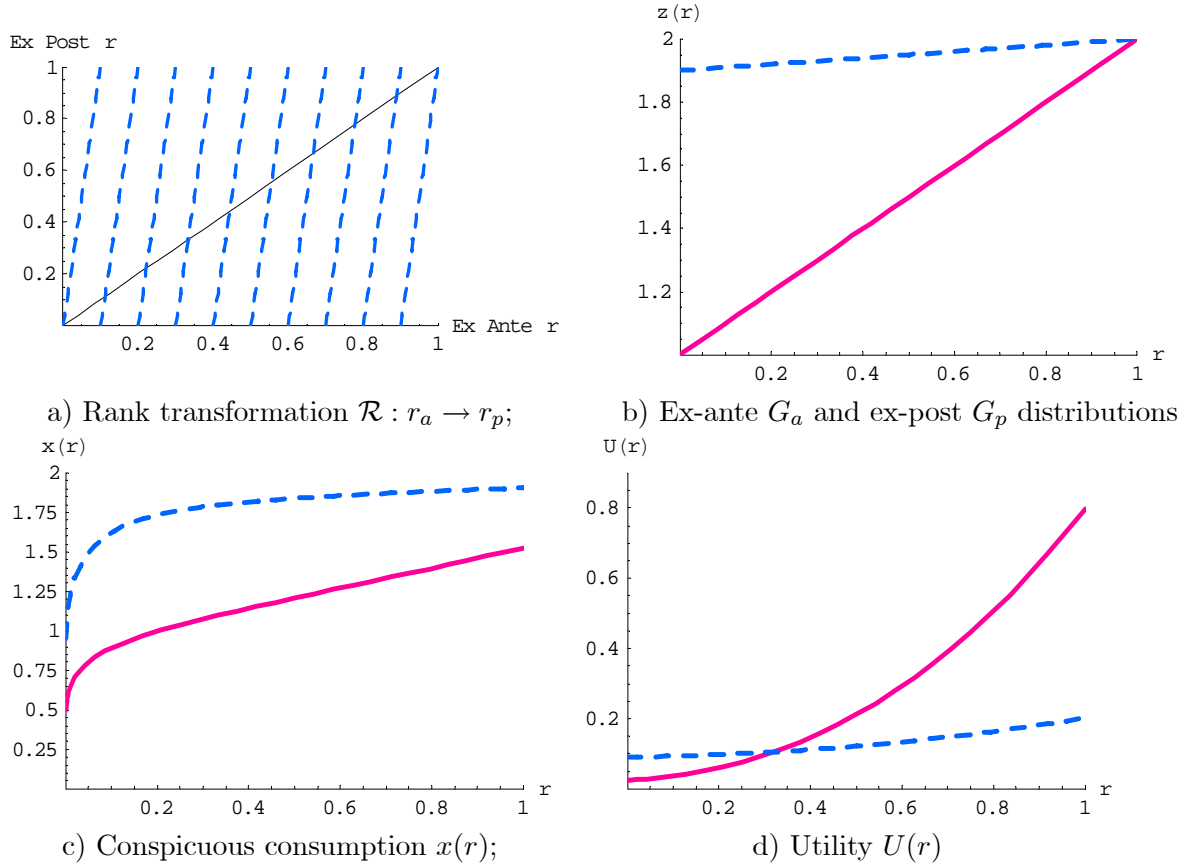 Ex Post r
1
0.8
0.6
0.4
0.2
0.2 0.4 0.6 0.8 1
Ex Ante r
a) Rank transformation R : r_a → r_p;
z(r)
2
1.8
1.6
1.4
1.2
0.2 0.4 0.6 0.8 1
r
b) Ex-ante G_a and ex-post G_p distributions
x(r)
2
1.75
1.5
1.25
1
0.75
0.5
0.25
0.2 0.4 0.6 0.8 1
r
c) Conspicuous consumption x(r);
U(r)
0.8
0.6
0.4
0.2
0.2 0.4 0.6 0.8 1
r
d) Utility U(r)